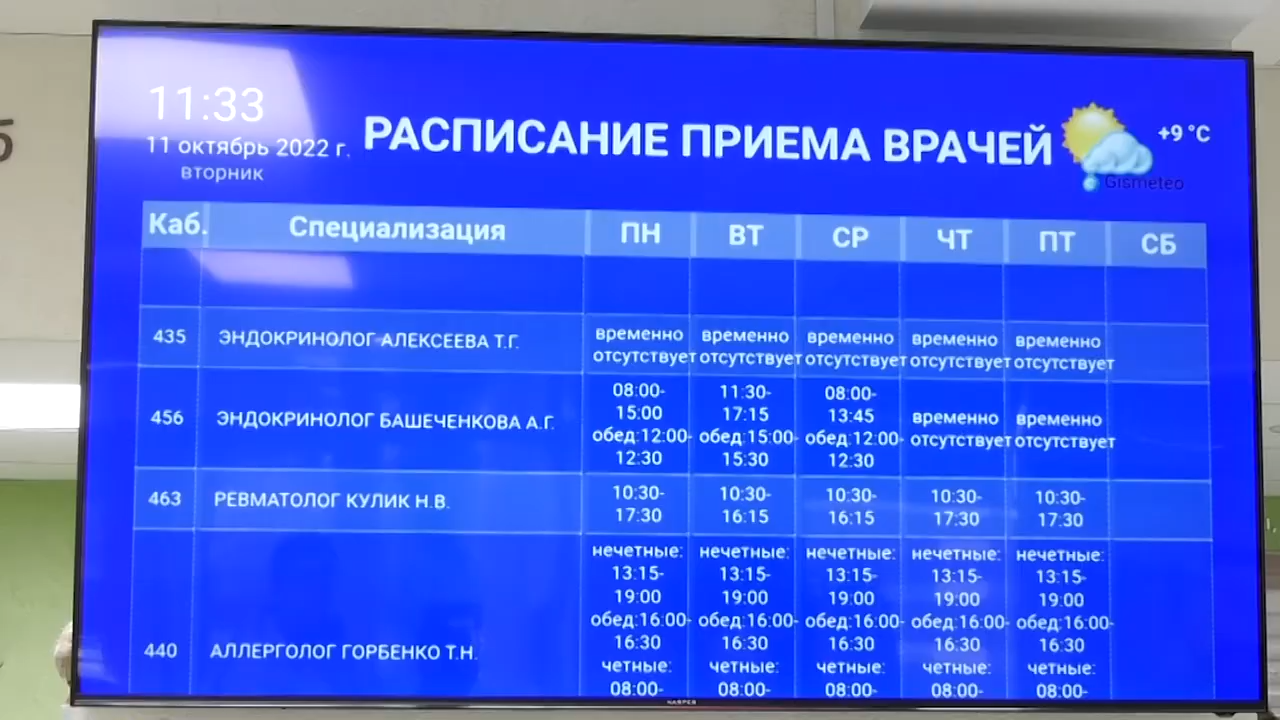 11:33
11 октябрь 2022 г.
вторник
РАСПИСАНИЕ ПРИЕМА ВРАЧЕЙ
+9 °C
Gismeteo
Каб. Специализация ПН ВТ СР ЧТ ПТ СБ
435 ЭНДОКРИНОЛОГ АЛЕКСЕЕВА Т.Г. временно временно временно временно временно
отсутствует отсутствует отсутствует отсутствует отсутствует
08:00- 11:30- 08:00-
15:00 17:15 13:45
456 ЭНДОКРИНОЛОГ БАШЕЧЕНКОВА А.Г. обед:12:00- обед:15:00- обед:12:00- временно временно
12:30 15:30 12:30 отсутствует отсутствует
463 РЕВМАТОЛОГ КУЛИК Н.В. 10:30- 10:30- 10:30- 10:30- 10:30-
17:30 16:15 16:15 17:30 17:30
нечетные: нечетные: нечетные: нечетные: нечетные:
13:15- 13:15- 13:15- 13:15- 13:15-
19:00 19:00 19:00 19:00 19:00
обед:16:00- обед:16:00- обед:16:00- обед:16:00- обед:16:00-
16:30 16:30 16:30 16:30 16:30
440 АЛЛЕРГОЛОГ ГОРБЕНКО Т.Н. четные: четные: четные: четные: четные:
08:00- 08:00- 08:00- 08:00- 08:00-
HARPER